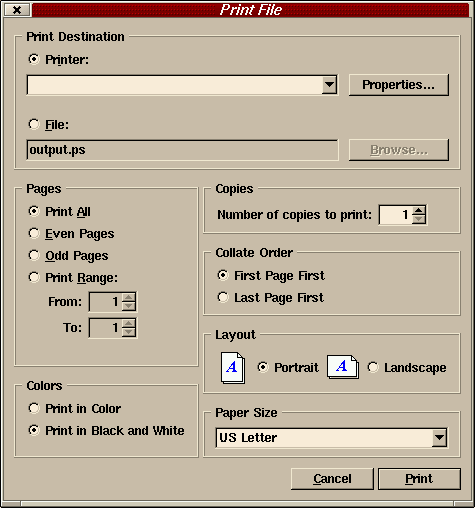 Print File
Print Destination
Printer:
Properties...
File:
output.ps
Browse...
Pages
Print All
Even Pages
Odd Pages
Print Range:
From: 1
To: 1
Copies
Number of copies to print: 1
Collate Order
First Page First
Last Page First
Layout
A Portrait A Landscape
Colors
Print in Color
Print in Black and White
Paper Size
US Letter
Cancel Print